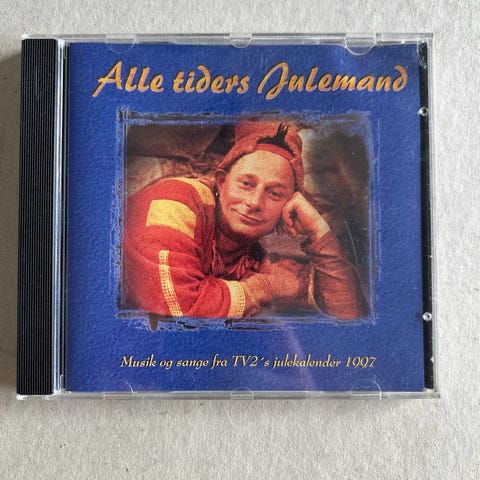 Alle tiders Julemand
Musik og sange fra TV2´s julekalender 1997